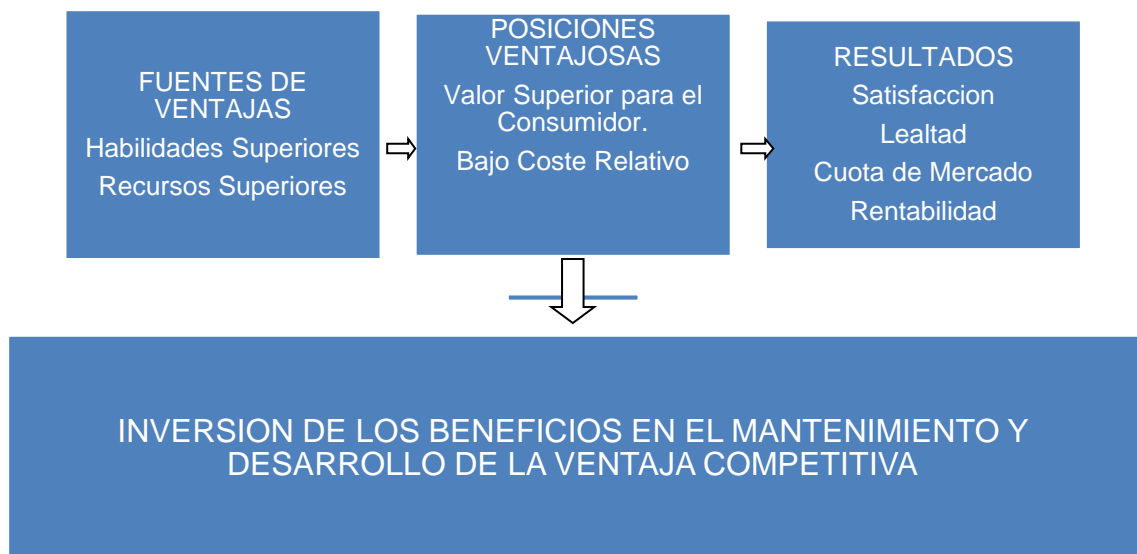 FUENTES DE
VENTAJAS
Habilidades Superiores
Recursos Superiores
POSICIONES
VENTAJOSAS
Valor Superior para el
Consumidor.
Bajo Coste Relativo
RESULTADOS
Satisfaccion
Lealtad
Cuota de Mercado
Rentabilidad
INVERSION DE LOS BENEFICIOS EN EL MANTENIMIENTO Y
DESARROLLO DE LA VENTAJA COMPETITIVA